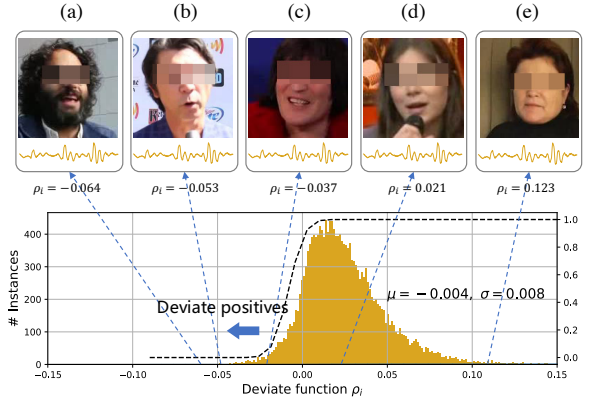 (a) (b) (c) (d) (e)
ρᵢ = −0.064 ρᵢ = −0.053 ρᵢ = −0.037 ρᵢ = 0.021 ρᵢ = 0.123
400
300
200
100
0
# Instances
1.0
0.8
0.6
0.4
0.2
0.0
μ = −0.004, σ = 0.008
Deviate positives
−0.15 −0.10 −0.05 0.00 0.05 0.10 0.15
Deviate function ρᵢ